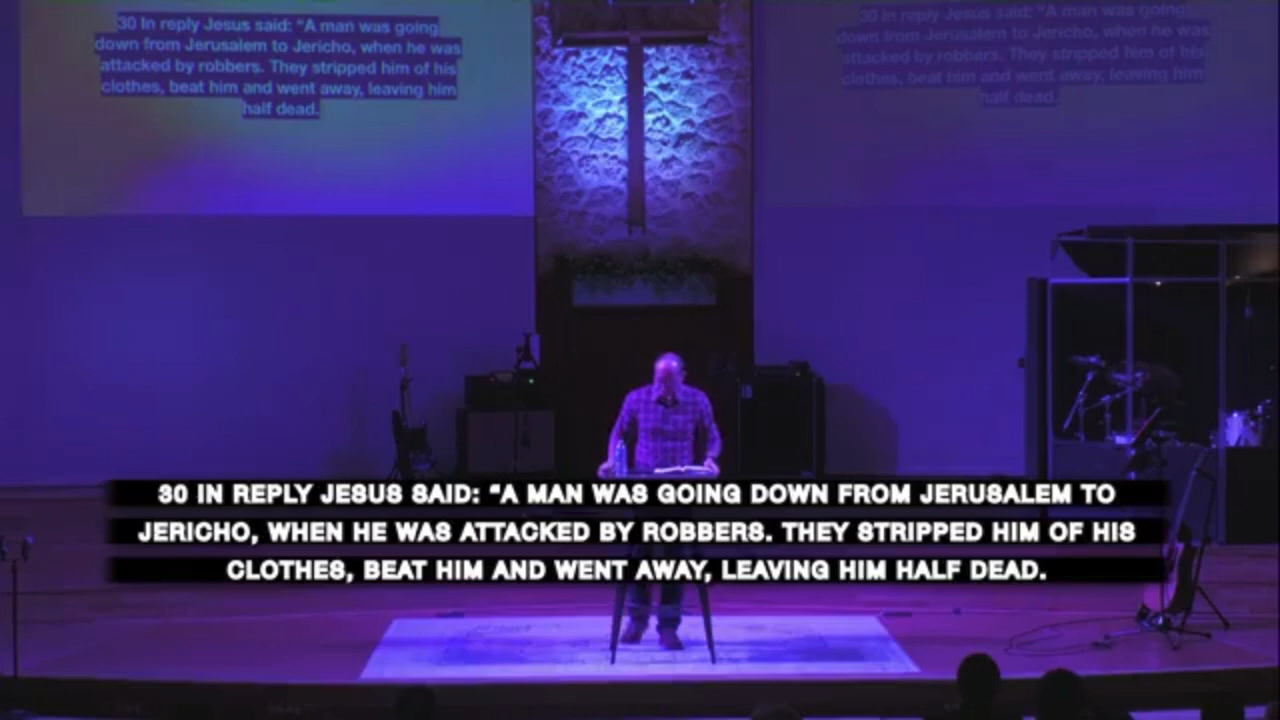 30 In reply Jesus said: “A man was going
down from Jerusalem to Jericho, when he was
attacked by robbers. They stripped him of his
clothes, beat him and went away, leaving him
half dead.
30 In reply Jesus said: “A man was going
down from Jerusalem to Jericho, when he was
attacked by robbers. They stripped him of his
clothes, beat him and went away, leaving him
half dead.
30 IN REPLY JESUS SAID: “A MAN WAS GOING DOWN FROM JERUSALEM TO
JERICHO, WHEN HE WAS ATTACKED BY ROBBERS. THEY STRIPPED HIM OF HIS
CLOTHES, BEAT HIM AND WENT AWAY, LEAVING HIM HALF DEAD.